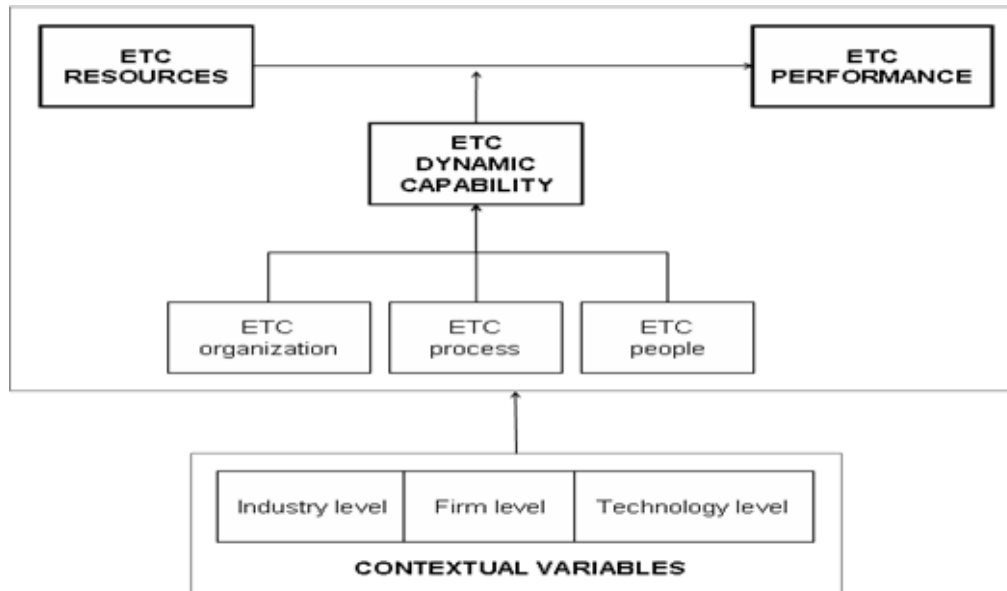 ETC
RESOURCES
ETC
PERFORMANCE
ETC
DYNAMIC
CAPABILITY
ETC
organization
ETC
process
ETC
people
Industry level
Firm level
Technology level
CONTEXTUAL VARIABLES